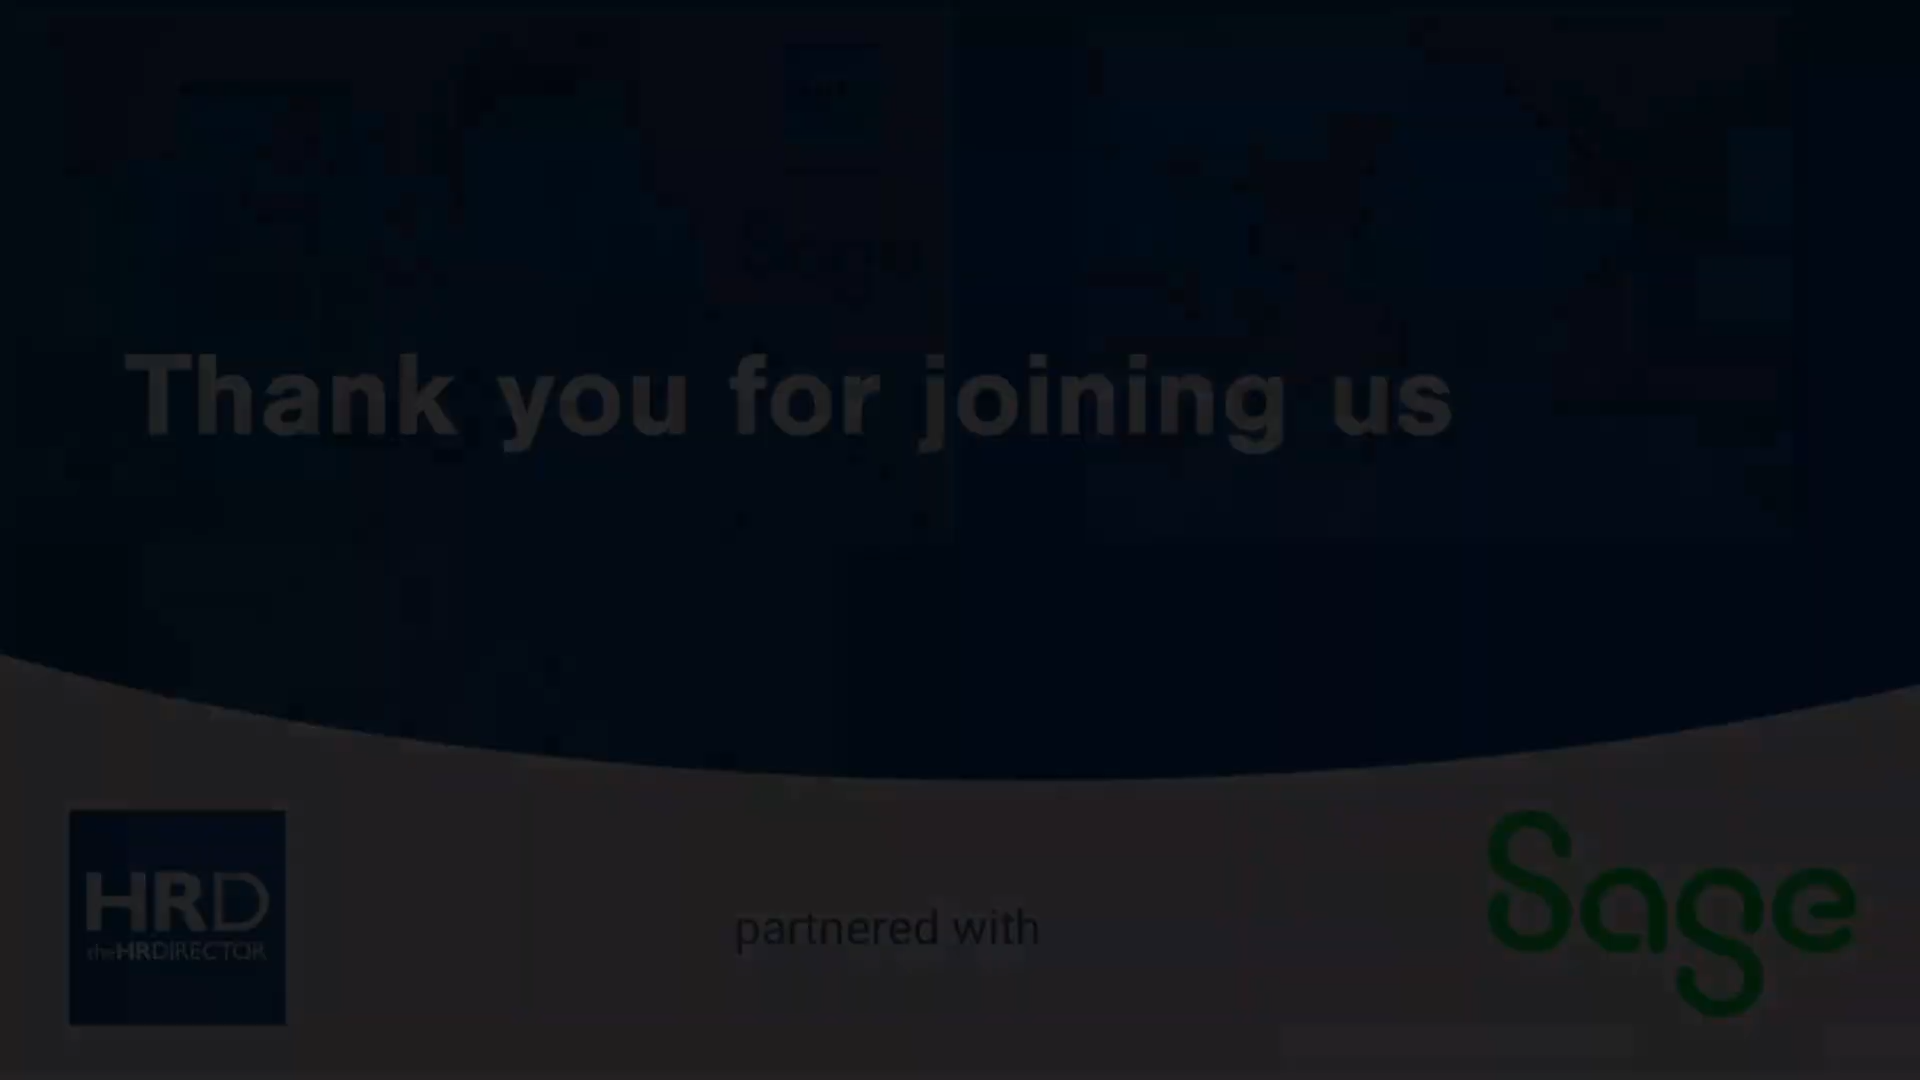 Thank you for joining us
HRD
theHRDIRECTOR
partnered with
Sage